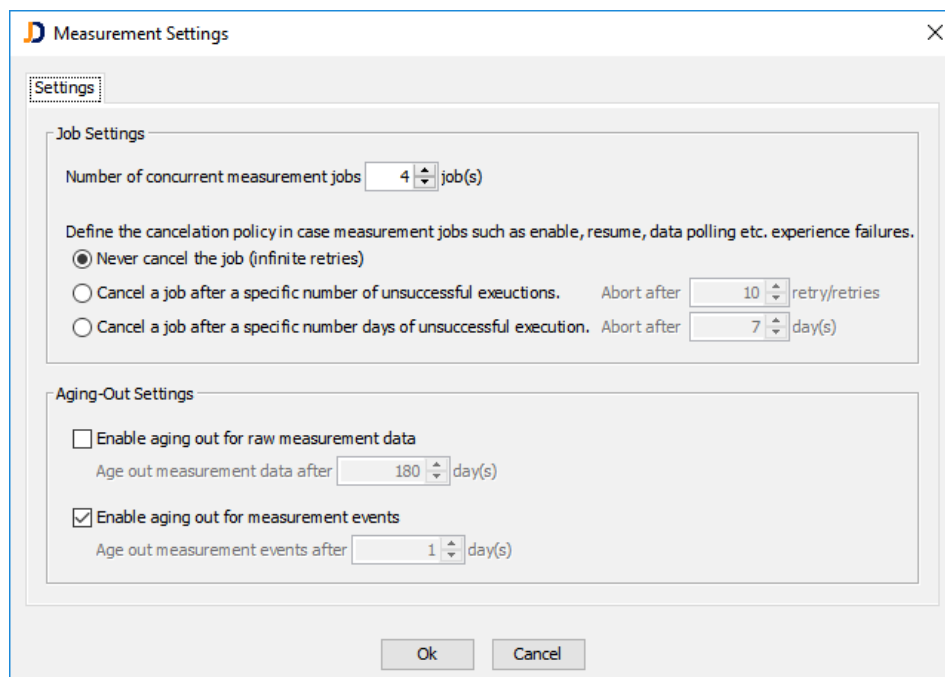 Measurement Settings
Settings
Job Settings
Number of concurrent measurement jobs 4 job(s)
Define the cancelation policy in case measurement jobs such as enable, resume, data polling etc. experience failures.
Never cancel the job (infinite retries)
Cancel a job after a specific number of unsuccessful exeuctions. Abort after 10 retry/retries
Cancel a job after a specific number days of unsuccessful execution. Abort after 7 day(s)
Aging-Out Settings
Enable aging out for raw measurement data
Age out measurement data after 180 day(s)
Enable aging out for measurement events
Age out measurement events after 1 day(s)
Ok Cancel